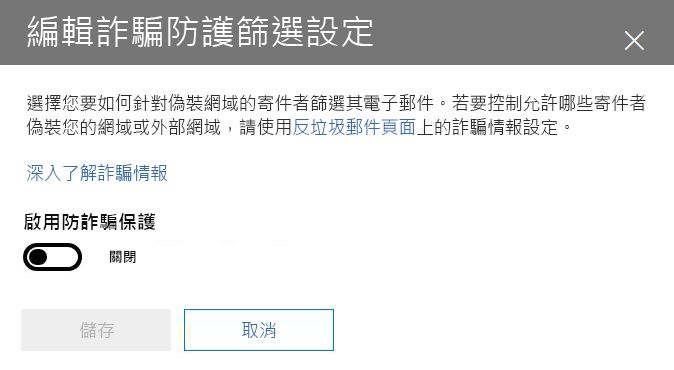 編輯詐騙防護篩選設定
選擇您要如何針對偽裝網域的寄件者篩選其電子郵件。若要控制允許哪些寄件者
偽裝您的網域或外部網域，請使用反垃圾郵件頁面上的詐騙情報設定。
深入了解詐騙情報
啟用防詐騙保護
關閉
儲存
取消